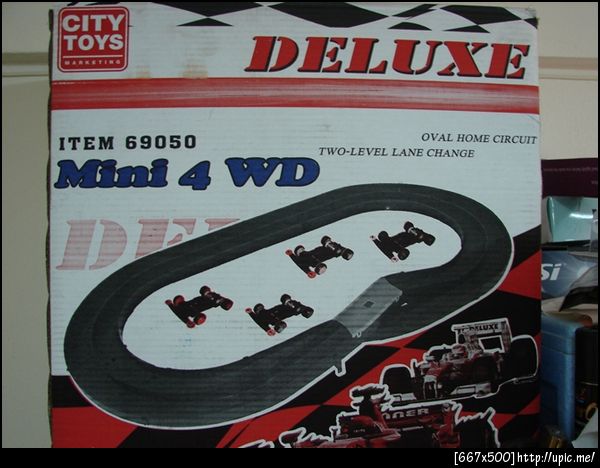 CITY
TOYS
MARKETING
DELUXE
ITEM 69050
OVAL HOME CIRCUIT
TWO-LEVEL LANE CHANGE
Mini 4 WD
DELUXE
[667x500]http://upic.me/